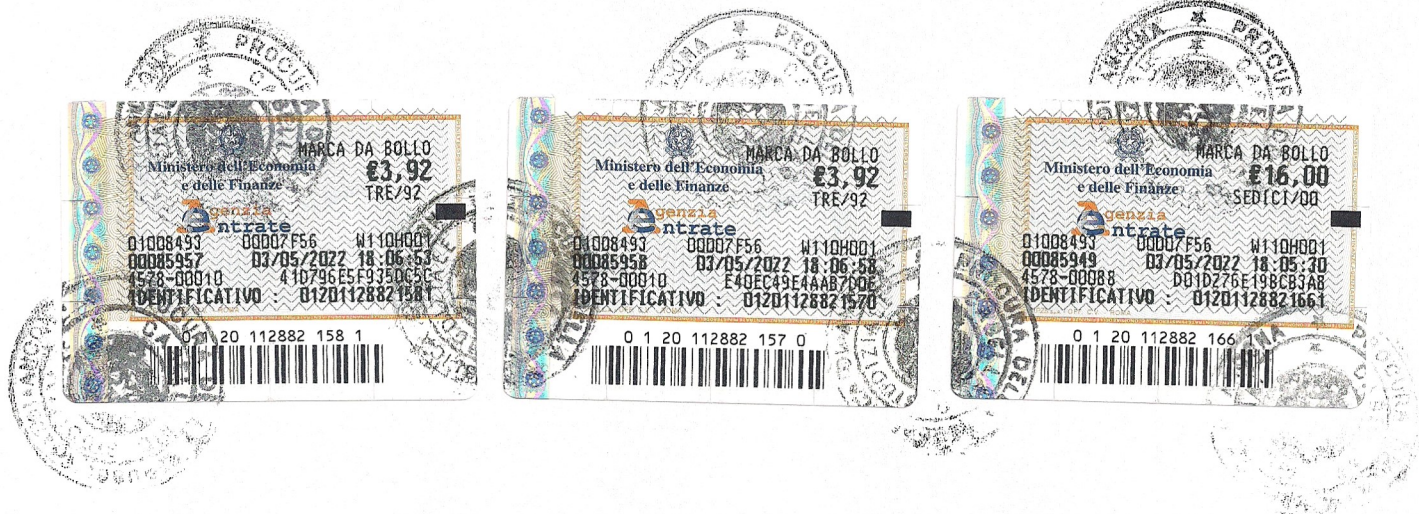 MARCA DA BOLLO
Ministero dell'Economia
e delle Finanze
€3,92
TRE/92
Agenzia
Entrate
01008493 00007F56 W110H001
00085957 03/05/2022 18:06:53
4578-00010 41D796E5F935DC5C
IDENTIFICATIVO : 01201128821581
0 1 20 112882 158 1
MARCA DA BOLLO
Ministero dell'Economia
e delle Finanze
€3,92
TRE/92
Agenzia
Entrate
01008493 00007F56 W110H001
00085958 03/05/2022 18:06:58
4578-00010 E40EC49E4AAB7D0E
IDENTIFICATIVO : 01201128821570
0 1 20 112882 157 0
MARCA DA BOLLO
Ministero dell'Economia
e delle Finanze
€16,00
SEDICI/00
Agenzia
Entrate
01008493 00007F56 W110H001
00085949 03/05/2022 18:05:30
4578-00088 D01D276E19BCB3A8
IDENTIFICATIVO : 01201128821661
0 1 20 112882 166 1